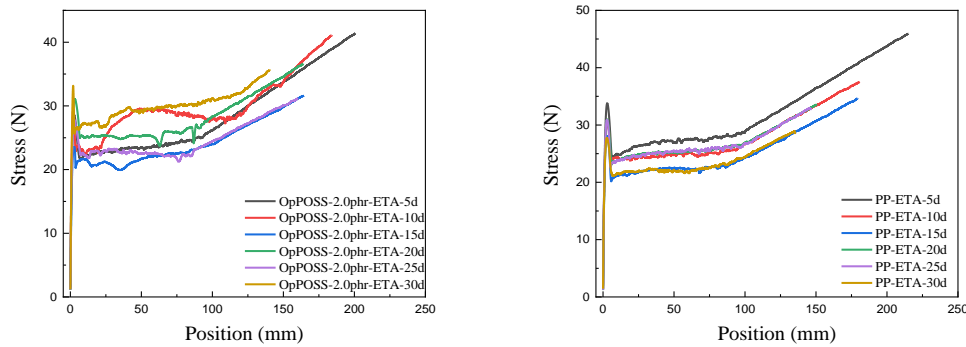 45
40
30
20
10
0
Stress (N)
0 50 100 150 200 250
Position (mm)
OpPOSS-2.0phr-ETA-5d
OpPOSS-2.0phr-ETA-10d
OpPOSS-2.0phr-ETA-15d
OpPOSS-2.0phr-ETA-20d
OpPOSS-2.0phr-ETA-25d
OpPOSS-2.0phr-ETA-30d
50
40
30
20
10
0
Stress (N)
0 50 100 150 200 250
Position (mm)
PP-ETA-5d
PP-ETA-10d
PP-ETA-15d
PP-ETA-20d
PP-ETA-25d
PP-ETA-30d